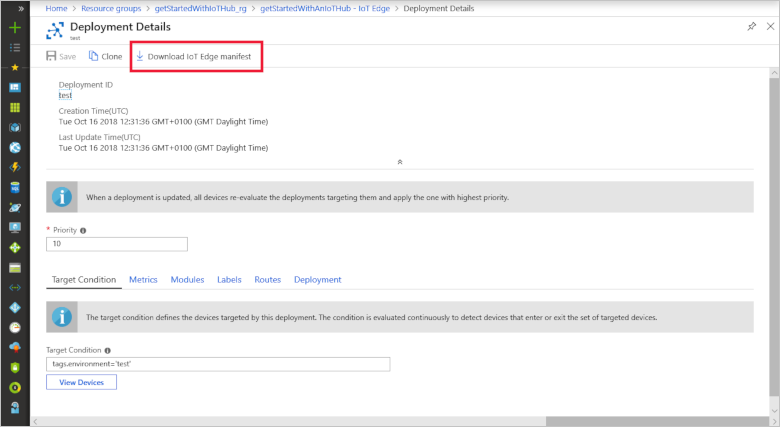 Home > Resource groups > getStartedWithIoTHub_rg > getStartedWithAnIoTHub - IoT Edge > Deployment Details
Deployment Details
test
Save Clone Download IoT Edge manifest
Deployment ID
test
Creation Time(UTC)
Tue Oct 16 2018 12:31:36 GMT+0100 (GMT Daylight Time)
Last Update Time(UTC)
Tue Oct 16 2018 12:31:36 GMT+0100 (GMT Daylight Time)
When a deployment is updated, all devices re-evaluate the deployments targeting them and apply the one with highest priority.
* Priority
10
Target Condition Metrics Modules Labels Routes Deployment
The target condition defines the devices targeted by this deployment. The condition is evaluated continuously to detect devices that enter or exit the set of targeted devices.
Target Condition
tags.environment='test'
View Devices